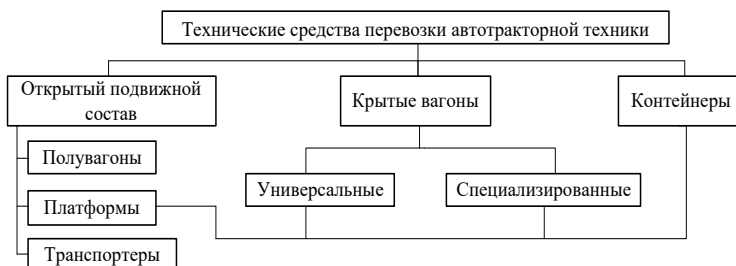 Технические средства перевозки автотракторной техники
Открытый подвижной
состав
Крытые вагоны
Контейнеры
Полувагоны
Универсальные
Специализированные
Платформы
Транспортеры